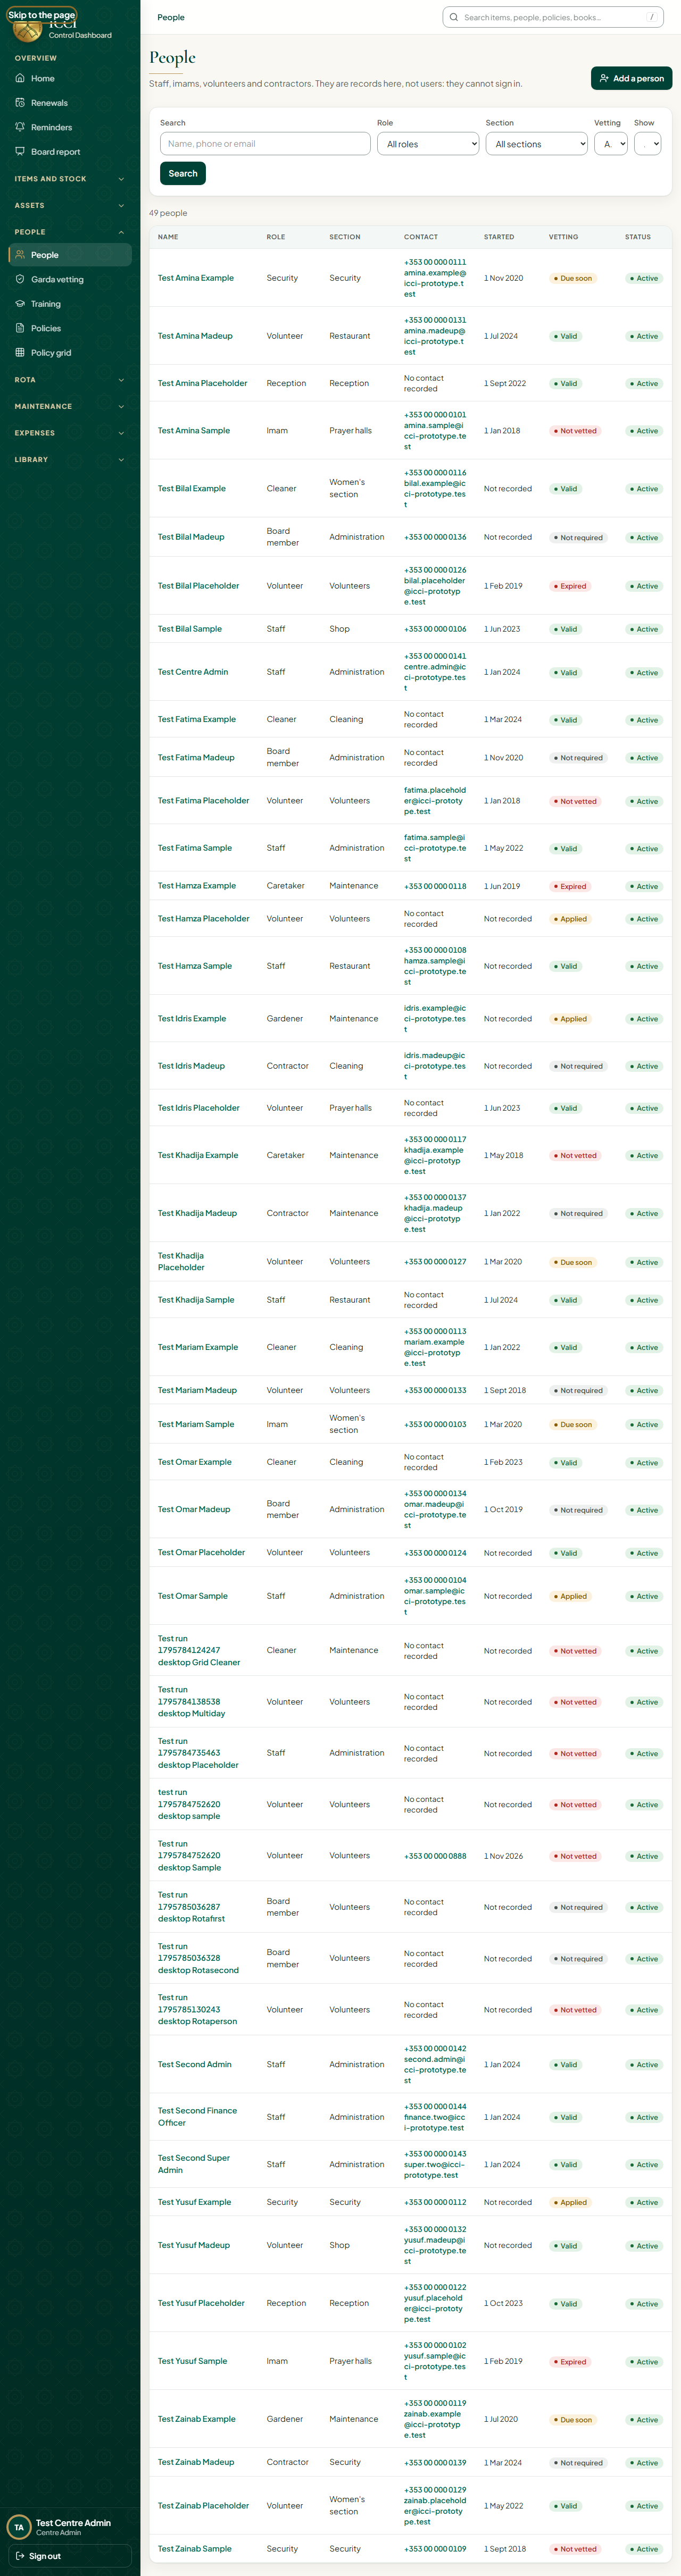 Skip to the page
ICCI
Control Dashboard
OVERVIEW
Home
Renewals
Reminders
Board report
ITEMS AND STOCK
ASSETS
PEOPLE
People
Garda vetting
Training
Policies
Policy grid
ROTA
MAINTENANCE
EXPENSES
LIBRARY
Test Centre Admin
Centre Admin
TA
Sign out
People
Search items, people, policies, books... /
People
Staff, imams, volunteers and contractors. They are records here, not users: they cannot sign in.
Add a person
Search Role Section Vetting Show
Name, phone or email All roles All sections A.
Search
49 people
NAME ROLE SECTION CONTACT STARTED VETTING STATUS
Test Amina Example Security Security +353 00 000 0111 amina.example@icci-prototype.test 1 Nov 2020 Due soon Active
Test Amina Madeup Volunteer Restaurant +353 00 000 0131 amina.madeup@icci-prototype.test 1 Jul 2024 Valid Active
Test Amina Placeholder Reception Reception No contact recorded 1 Sept 2022 Valid Active
Test Amina Sample Imam Prayer halls +353 00 000 0101 amina.sample@icci-prototype.test 1 Jan 2018 Not vetted Active
Test Bilal Example Cleaner Women's section +353 00 000 0116 bilal.example@icci-prototype.test Not recorded Valid Active
Test Bilal Madeup Board member Administration +353 00 000 0136 Not recorded Not required Active
Test Bilal Placeholder Volunteer Volunteers +353 00 000 0126 bilal.placeholder@icci-prototype.test 1 Feb 2019 Expired Active
Test Bilal Sample Staff Shop +353 00 000 0106 1 Jun 2023 Valid Active
Test Centre Admin Staff Administration +353 00 000 0141 centre.admin@icci-prototype.test 1 Jan 2024 Valid Active
Test Fatima Example Cleaner Cleaning No contact recorded 1 Mar 2024 Valid Active
Test Fatima Madeup Board member Administration No contact recorded 1 Nov 2020 Not required Active
Test Fatima Placeholder Volunteer Volunteers fatima.placeholder@icci-prototype.test 1 Jan 2018 Not vetted Active
Test Fatima Sample Staff Administration fatima.sample@icci-prototype.test 1 May 2022 Valid Active
Test Hamza Example Caretaker Maintenance +353 00 000 0118 1 Jun 2019 Expired Active
Test Hamza Placeholder Volunteer Volunteers No contact recorded Not recorded Applied Active
Test Hamza Sample Staff Restaurant +353 00 000 0108 hamza.sample@icci-prototype.test Not recorded Valid Active
Test Idris Example Gardener Maintenance idris.example@icci-prototype.test Not recorded Applied Active
Test Idris Madeup Contractor Cleaning idris.madeup@icci-prototype.test Not recorded Not required Active
Test Idris Placeholder Volunteer Prayer halls No contact recorded 1 Jun 2023 Valid Active
Test Khadija Example Caretaker Maintenance +353 00 000 0117 khadija.example@icci-prototype.test 1 May 2018 Not vetted Active
Test Khadija Madeup Contractor Maintenance +353 00 000 0137 khadija.madeup@icci-prototype.test 1 Jan 2022 Not required Active
Test Khadija Placeholder Volunteer Volunteers +353 00 000 0127 1 Mar 2020 Due soon Active
Test Khadija Sample Staff Restaurant No contact recorded 1 Jul 2024 Valid Active
Test Mariam Example Cleaner Cleaning +353 00 000 0113 mariam.example@icci-prototype.test 1 Jan 2022 Valid Active
Test Mariam Madeup Volunteer Volunteers +353 00 000 0133 1 Sept 2018 Not required Active
Test Mariam Sample Imam Women's section +353 00 000 0103 1 Mar 2020 Due soon Active
Test Omar Example Cleaner Cleaning No contact recorded 1 Feb 2023 Valid Active
Test Omar Madeup Board member Administration +353 00 000 0134 omar.madeup@icci-prototype.test 1 Oct 2019 Not required Active
Test Omar Placeholder Volunteer Volunteers +353 00 000 0124 Not recorded Valid Active
Test Omar Sample Staff Administration +353 00 000 0104 omar.sample@icci-prototype.test Not recorded Applied Active
Test run 1795784124247 desktop Grid Cleaner Cleaner Maintenance No contact recorded Not recorded Not vetted Active
Test run 1795784138538 desktop Multiday Volunteer Volunteers No contact recorded Not recorded Not vetted Active
Test run 1795784735463 desktop Placeholder Staff Administration No contact recorded Not recorded Not vetted Active
test run 1795784752620 desktop sample Volunteer Volunteers No contact recorded Not recorded Not vetted Active
Test run 1795784752620 desktop Sample Volunteer Volunteers +353 00 000 0888 1 Nov 2026 Not vetted Active
Test run 1795785036287 desktop Rotafirst Board member Volunteers No contact recorded Not recorded Not required Active
Test run 1795785036328 desktop Rotasecond Board member Volunteers No contact recorded Not recorded Not required Active
Test run 1795785130243 desktop Rotaperson Volunteer Volunteers No contact recorded Not recorded Not vetted Active
Test Second Admin Staff Administration +353 00 000 0142 second.admin@icci-prototype.test 1 Jan 2024 Valid Active
Test Second Finance Officer Staff Administration +353 00 000 0144 finance.two@icci-prototype.test 1 Jan 2024 Valid Active
Test Second Super Admin Staff Administration +353 00 000 0143 super.two@icci-prototype.test 1 Jan 2024 Valid Active
Test Yusuf Example Security Security +353 00 000 0112 Not recorded Applied Active
Test Yusuf Madeup Volunteer Shop +353 00 000 0132 yusuf.madeup@icci-prototype.test Not recorded Valid Active
Test Yusuf Placeholder Reception Reception +353 00 000 0122 yusuf.placeholder@icci-prototype.test 1 Oct 2023 Valid Active
Test Yusuf Sample Imam Prayer halls +353 00 000 0102 yusuf.sample@icci-prototype.test 1 Feb 2019 Expired Active
Test Zainab Example Gardener Maintenance +353 00 000 0119 zainab.example@icci-prototype.test 1 Jul 2020 Due soon Active
Test Zainab Madeup Contractor Security +353 00 000 0139 1 Mar 2024 Not required Active
Test Zainab Placeholder Volunteer Women's section +353 00 000 0129 zainab.placeholder@icci-prototype.test 1 May 2022 Valid Active
Test Zainab Sample Security Security +353 00 000 0109 1 Sept 2018 Not vetted Active